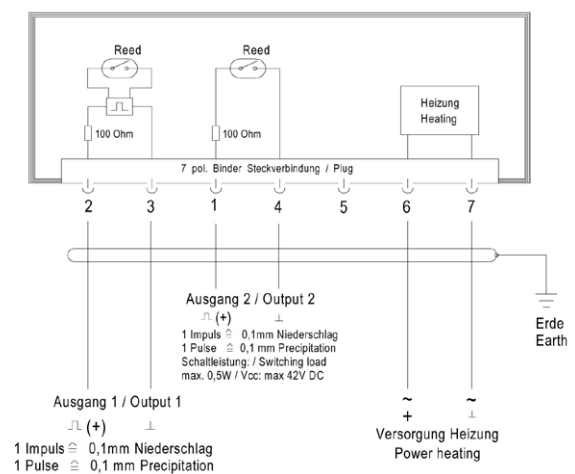 Reed
Reed
100 Ohm
100 Ohm
Heizung
Heating
7 pol. Binder Steckverbindung / Plug
2 3 1 4 5 6 7
Ausgang 2 / Output 2
⎍ (+) ⊥
1 Impuls ≙ 0,1mm Niederschlag
1 Pulse ≙ 0,1 mm Precipitation
Schaltleistung: / Switching load
max. 0,5W / Vcc: max 42V DC
Erde
Earth
Ausgang 1 / Output 1
⎍ (+) ⊥
1 Impuls ≙ 0,1mm Niederschlag
1 Pulse ≙ 0,1 mm Precipitation
~ ~
+ ⊥
Versorgung Heizung
Power heating